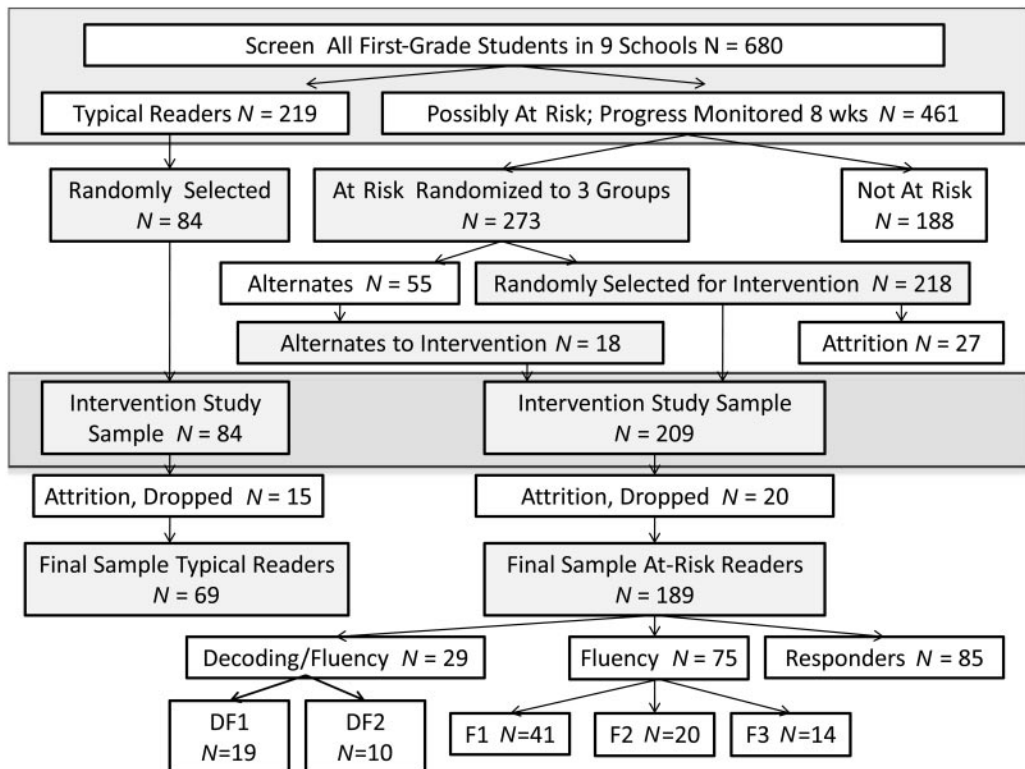 Screen All First-Grade Students in 9 Schools N = 680
Typical Readers N = 219
Possibly At Risk; Progress Monitored 8 wks N = 461
Randomly Selected
N = 84
At Risk Randomized to 3 Groups
N = 273
Not At Risk
N = 188
Alternates N = 55
Randomly Selected for Intervention N = 218
Alternates to Intervention N = 18
Attrition N = 27
Intervention Study
Sample N = 84
Intervention Study Sample
N = 209
Attrition, Dropped N = 15
Attrition, Dropped N = 20
Final Sample Typical Readers
N = 69
Final Sample At-Risk Readers
N = 189
Decoding/Fluency N = 29
Fluency N = 75
Responders N = 85
DF1
N=19
DF2
N=10
F1 N=41
F2 N=20
F3 N=14